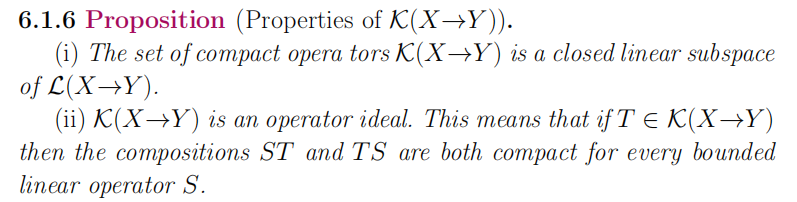 6.1.6 Proposition (Properties of K(X→Y)).
(i) The set of compact opera tors K(X→Y) is a closed linear subspace
of L(X→Y).
(ii) K(X→Y) is an operator ideal. This means that if T ∈ K(X→Y)
then the compositions ST and TS are both compact for every bounded
linear operator S.